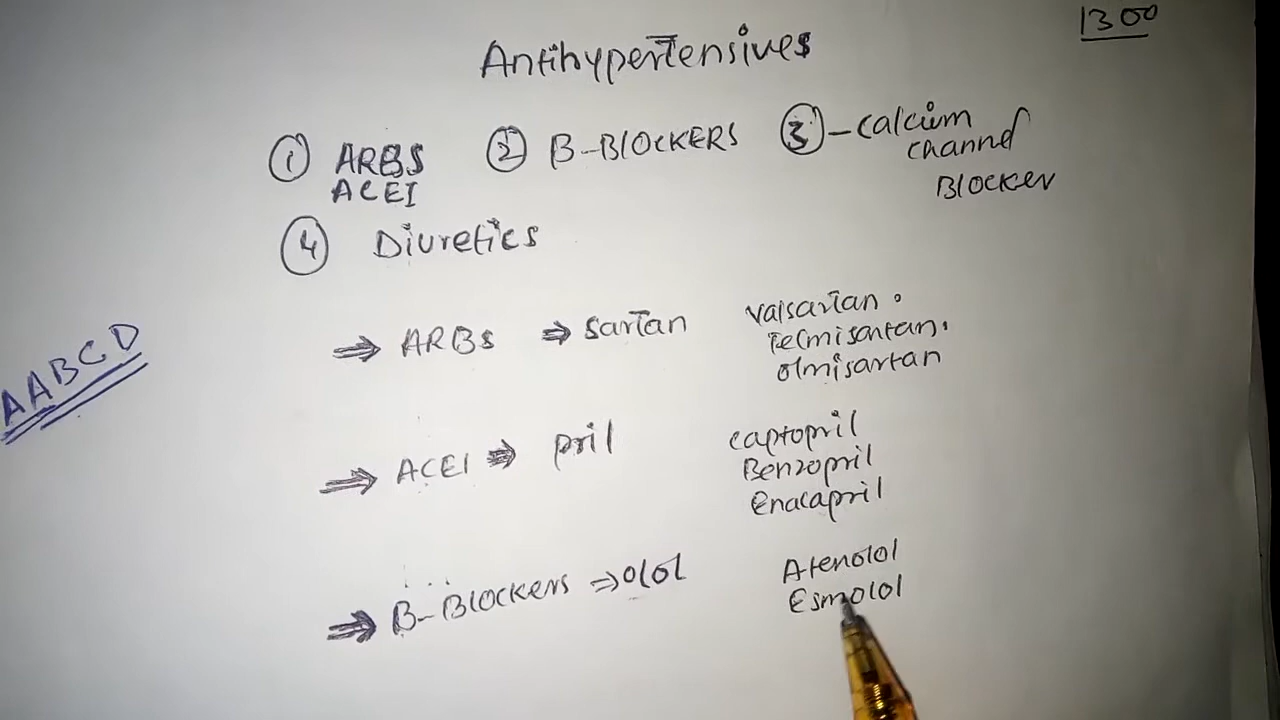 1300
Antihypertensives
① ARBS ② B-BLOCKERS ③ - Calcium
ACEI channel
Blocker
④ Diuretics
AABCD
⇒ ARBS ⇒ sartan valsartan .
Telmisartan.
olmisartan
⇒ ACEI ⇒ pril captopril
Benzopril
Enalapril
⇒ B-Blockers ⇒ olol Atenolol
Esmolol